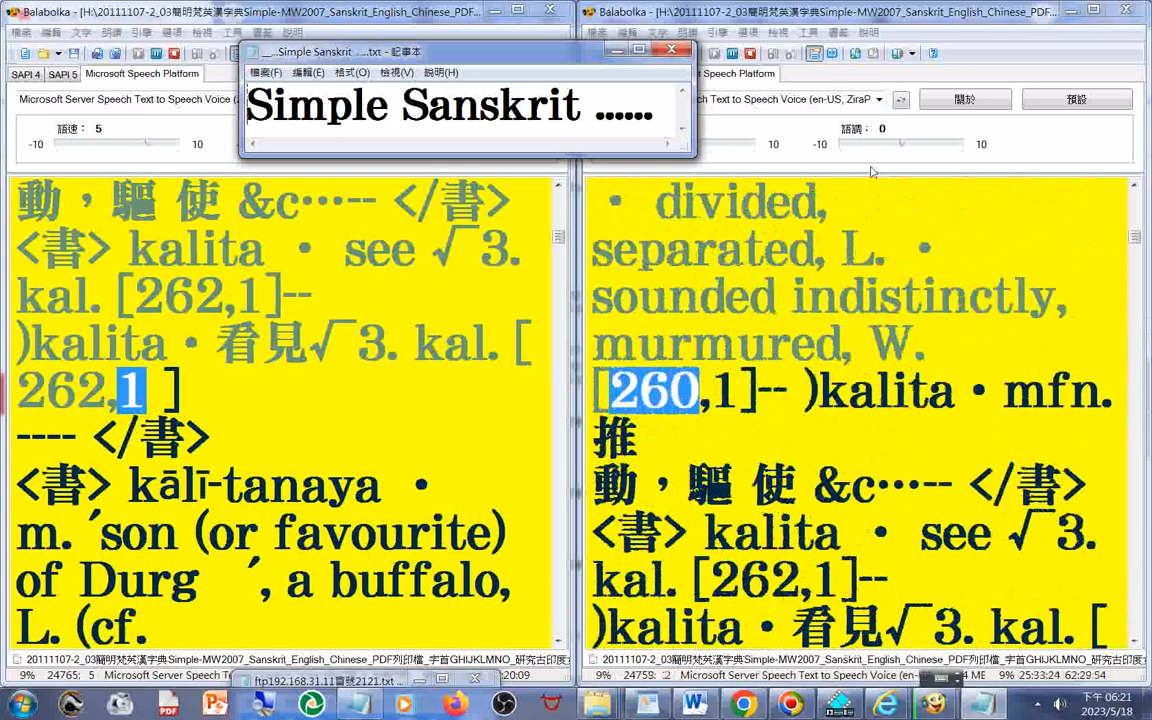 Balabolka - [H:\20111107-2_03簡明梵英漢字典Simple-MW2007_Sanskrit_English_Chinese_PDF...
Balabolka - [H:\20111107-2_03簡明梵英漢字典Simple-MW2007_Sanskrit_English_Chinese_PDF...
__...Simple Sanskrit .....txt - 記事本
檔案(F) 編輯(E) 格式(O) 檢視(V) 說明(H)
Simple Sanskrit ......
SAPI 4 SAPI 5 Microsoft Speech Platform
t Speech Platform
Microsoft Server Speech Text to Speech Voice (
h Text to Speech Voice (en-US, ZiraP
關於
預設
語速： 5
-10 10
10
語調： 0
-10 10
動，驅 使 &c…-- </書>
<書> kalita • see √3.
kal. [262,1]--
)kalita•看見√3. kal. [
262,1 ]
---- </書>
<書> kālī-tanaya •
m. ´son (or favourite)
of Durg ´, a buffalo,
L. (cf.
• divided,
separated, L. •
sounded indistinctly,
murmured, W.
[260,1]-- )kalita•mfn.
推
動，驅 使 &c…-- </書>
<書> kalita • see √3.
kal. [262,1]--
)kalita•看見√3. kal. [
20111107-2_03簡明梵英漢字典Simple-MW2007_Sanskrit_English_Chinese_PDF列印檔_字首GHIJKLMNO_研究古印度
20111107-2_03簡明梵英漢字典Simple-MW2007_Sanskrit_English_Chinese_PDF列印檔_字首GHIJKLMNO_研究古印度
9% 24765: 5 Microsoft Speech
ftp192.168.31.11冒號2121.txt ...
:20:09
9% 24758: 2 Microsoft Server Speech Text to Speech
ME
25:33:24 62:29:54
下午 06:21
2023/5/18